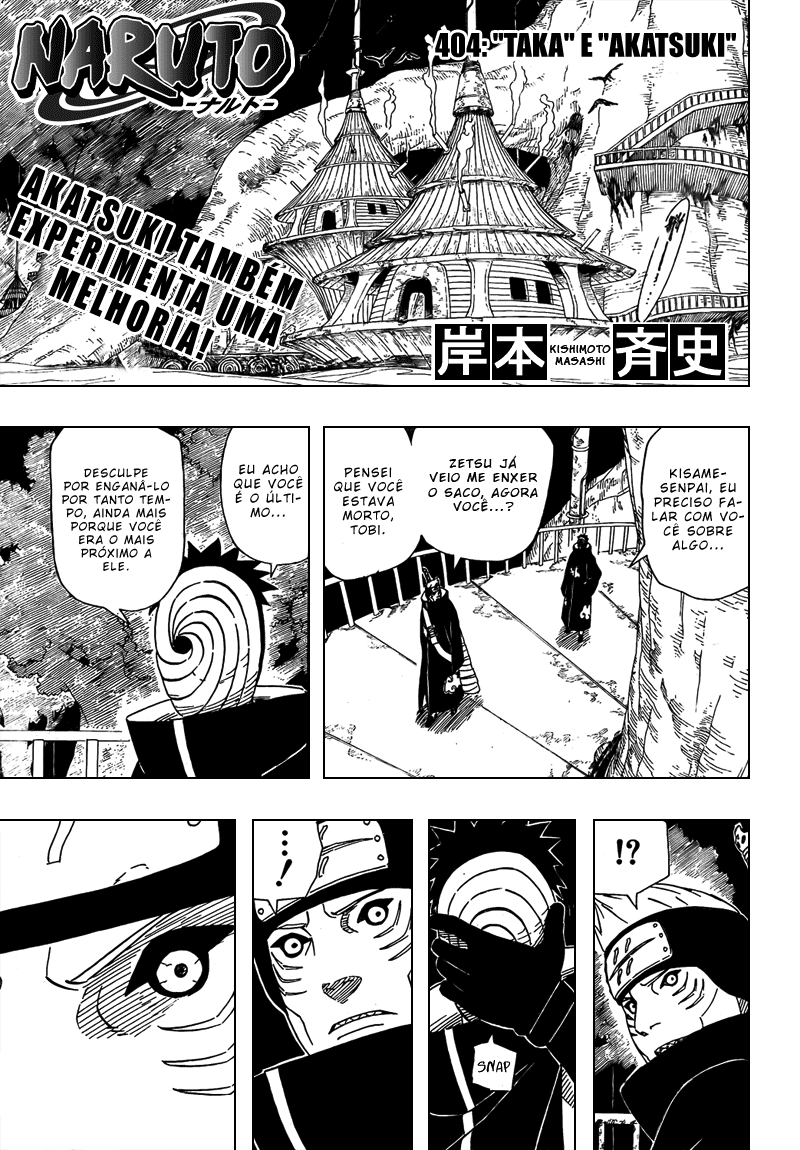 NARUTO
-ナルト-
404: "TAKA" E "AKATSUKI"
AKATSUKI TAMBÉM
EXPERIMENTA UMA
MELHORIA!
岸本
KISHIMOTO
MASASHI
斉史
KISAME-
SENPAI, EU
PRECISO FA-
LAR COM VO-
CÊ SOBRE
ALGO...
ZETSU JÁ
VEIO ME ENXER
O SACO, AGORA
VOCÊ...?
PENSEI
QUE VOCÊ
ESTAVA
MORTO,
TOBI.
EU ACHO
QUE VOCÊ
É O ÚLTI-
MO...
DESCULPE
POR ENGANÁ-LO
POR TANTO TEM-
PO, AINDA MAIS
PORQUE VOCÊ
ERA O MAIS
PRÓXIMO A
ELE.
!?
SNAP
...!